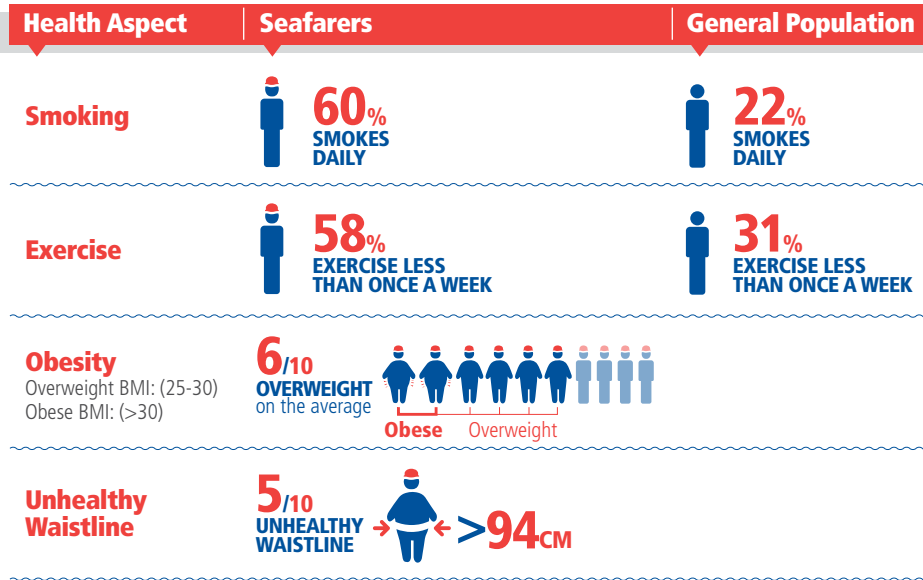 Health Aspect
Seafarers
General Population
Smoking
60%
SMOKES
DAILY
22%
SMOKES
DAILY
Exercise
58%
EXERCISE LESS
THAN ONCE A WEEK
31%
EXERCISE LESS
THAN ONCE A WEEK
Obesity
Overweight BMI: (25-30)
Obese BMI: (>30)
6/10
OVERWEIGHT
on the average
Obese
Overweight
Unhealthy
Waistline
5/10
UNHEALTHY
WAISTLINE
>94CM